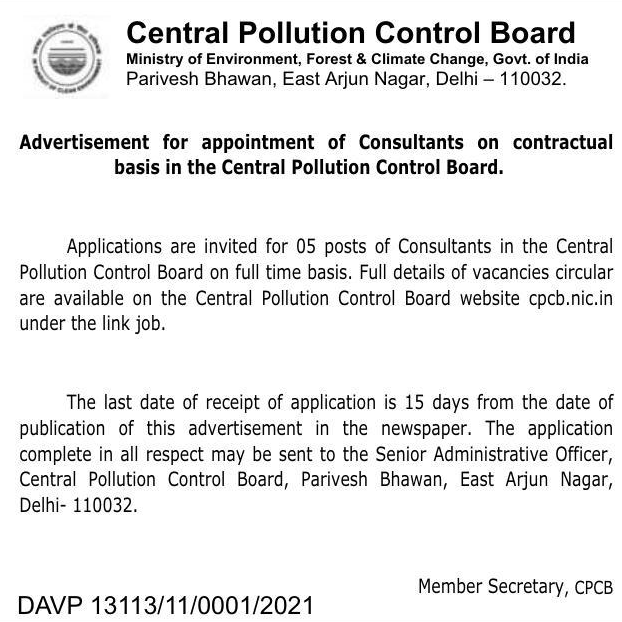 Central Pollution Control Board
Ministry of Environment, Forest & Climate Change, Govt. of India
Parivesh Bhawan, East Arjun Nagar, Delhi – 110032.
Advertisement for appointment of Consultants on contractual
basis in the Central Pollution Control Board.
Applications are invited for 05 posts of Consultants in the Central
Pollution Control Board on full time basis. Full details of vacancies circular
are available on the Central Pollution Control Board website cpcb.nic.in
under the link job.
The last date of receipt of application is 15 days from the date of
publication of this advertisement in the newspaper. The application
complete in all respect may be sent to the Senior Administrative Officer,
Central Pollution Control Board, Parivesh Bhawan, East Arjun Nagar,
Delhi- 110032.
Member Secretary, CPCB
DAVP 13113/11/0001/2021